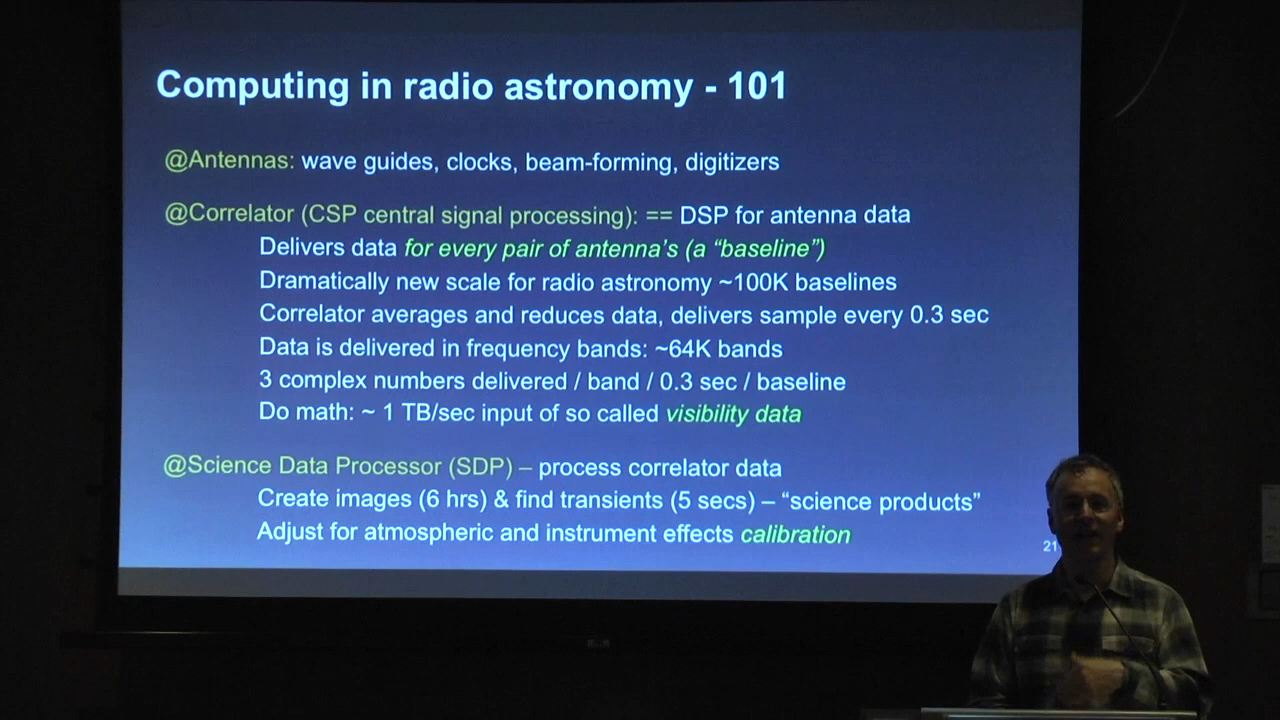 Computing in radio astronomy - 101
@Antennas: wave guides, clocks, beam-forming, digitizers
@Correlator (CSP central signal processing): == DSP for antenna data
Delivers data for every pair of antenna's (a “baseline”)
Dramatically new scale for radio astronomy ~100K baselines
Correlator averages and reduces data, delivers sample every 0.3 sec
Data is delivered in frequency bands: ~64K bands
3 complex numbers delivered / band / 0.3 sec / baseline
Do math: ~ 1 TB/sec input of so called visibility data
@Science Data Processor (SDP) – process correlator data
Create images (6 hrs) & find transients (5 secs) – “science products”
Adjust for atmospheric and instrument effects calibration
21